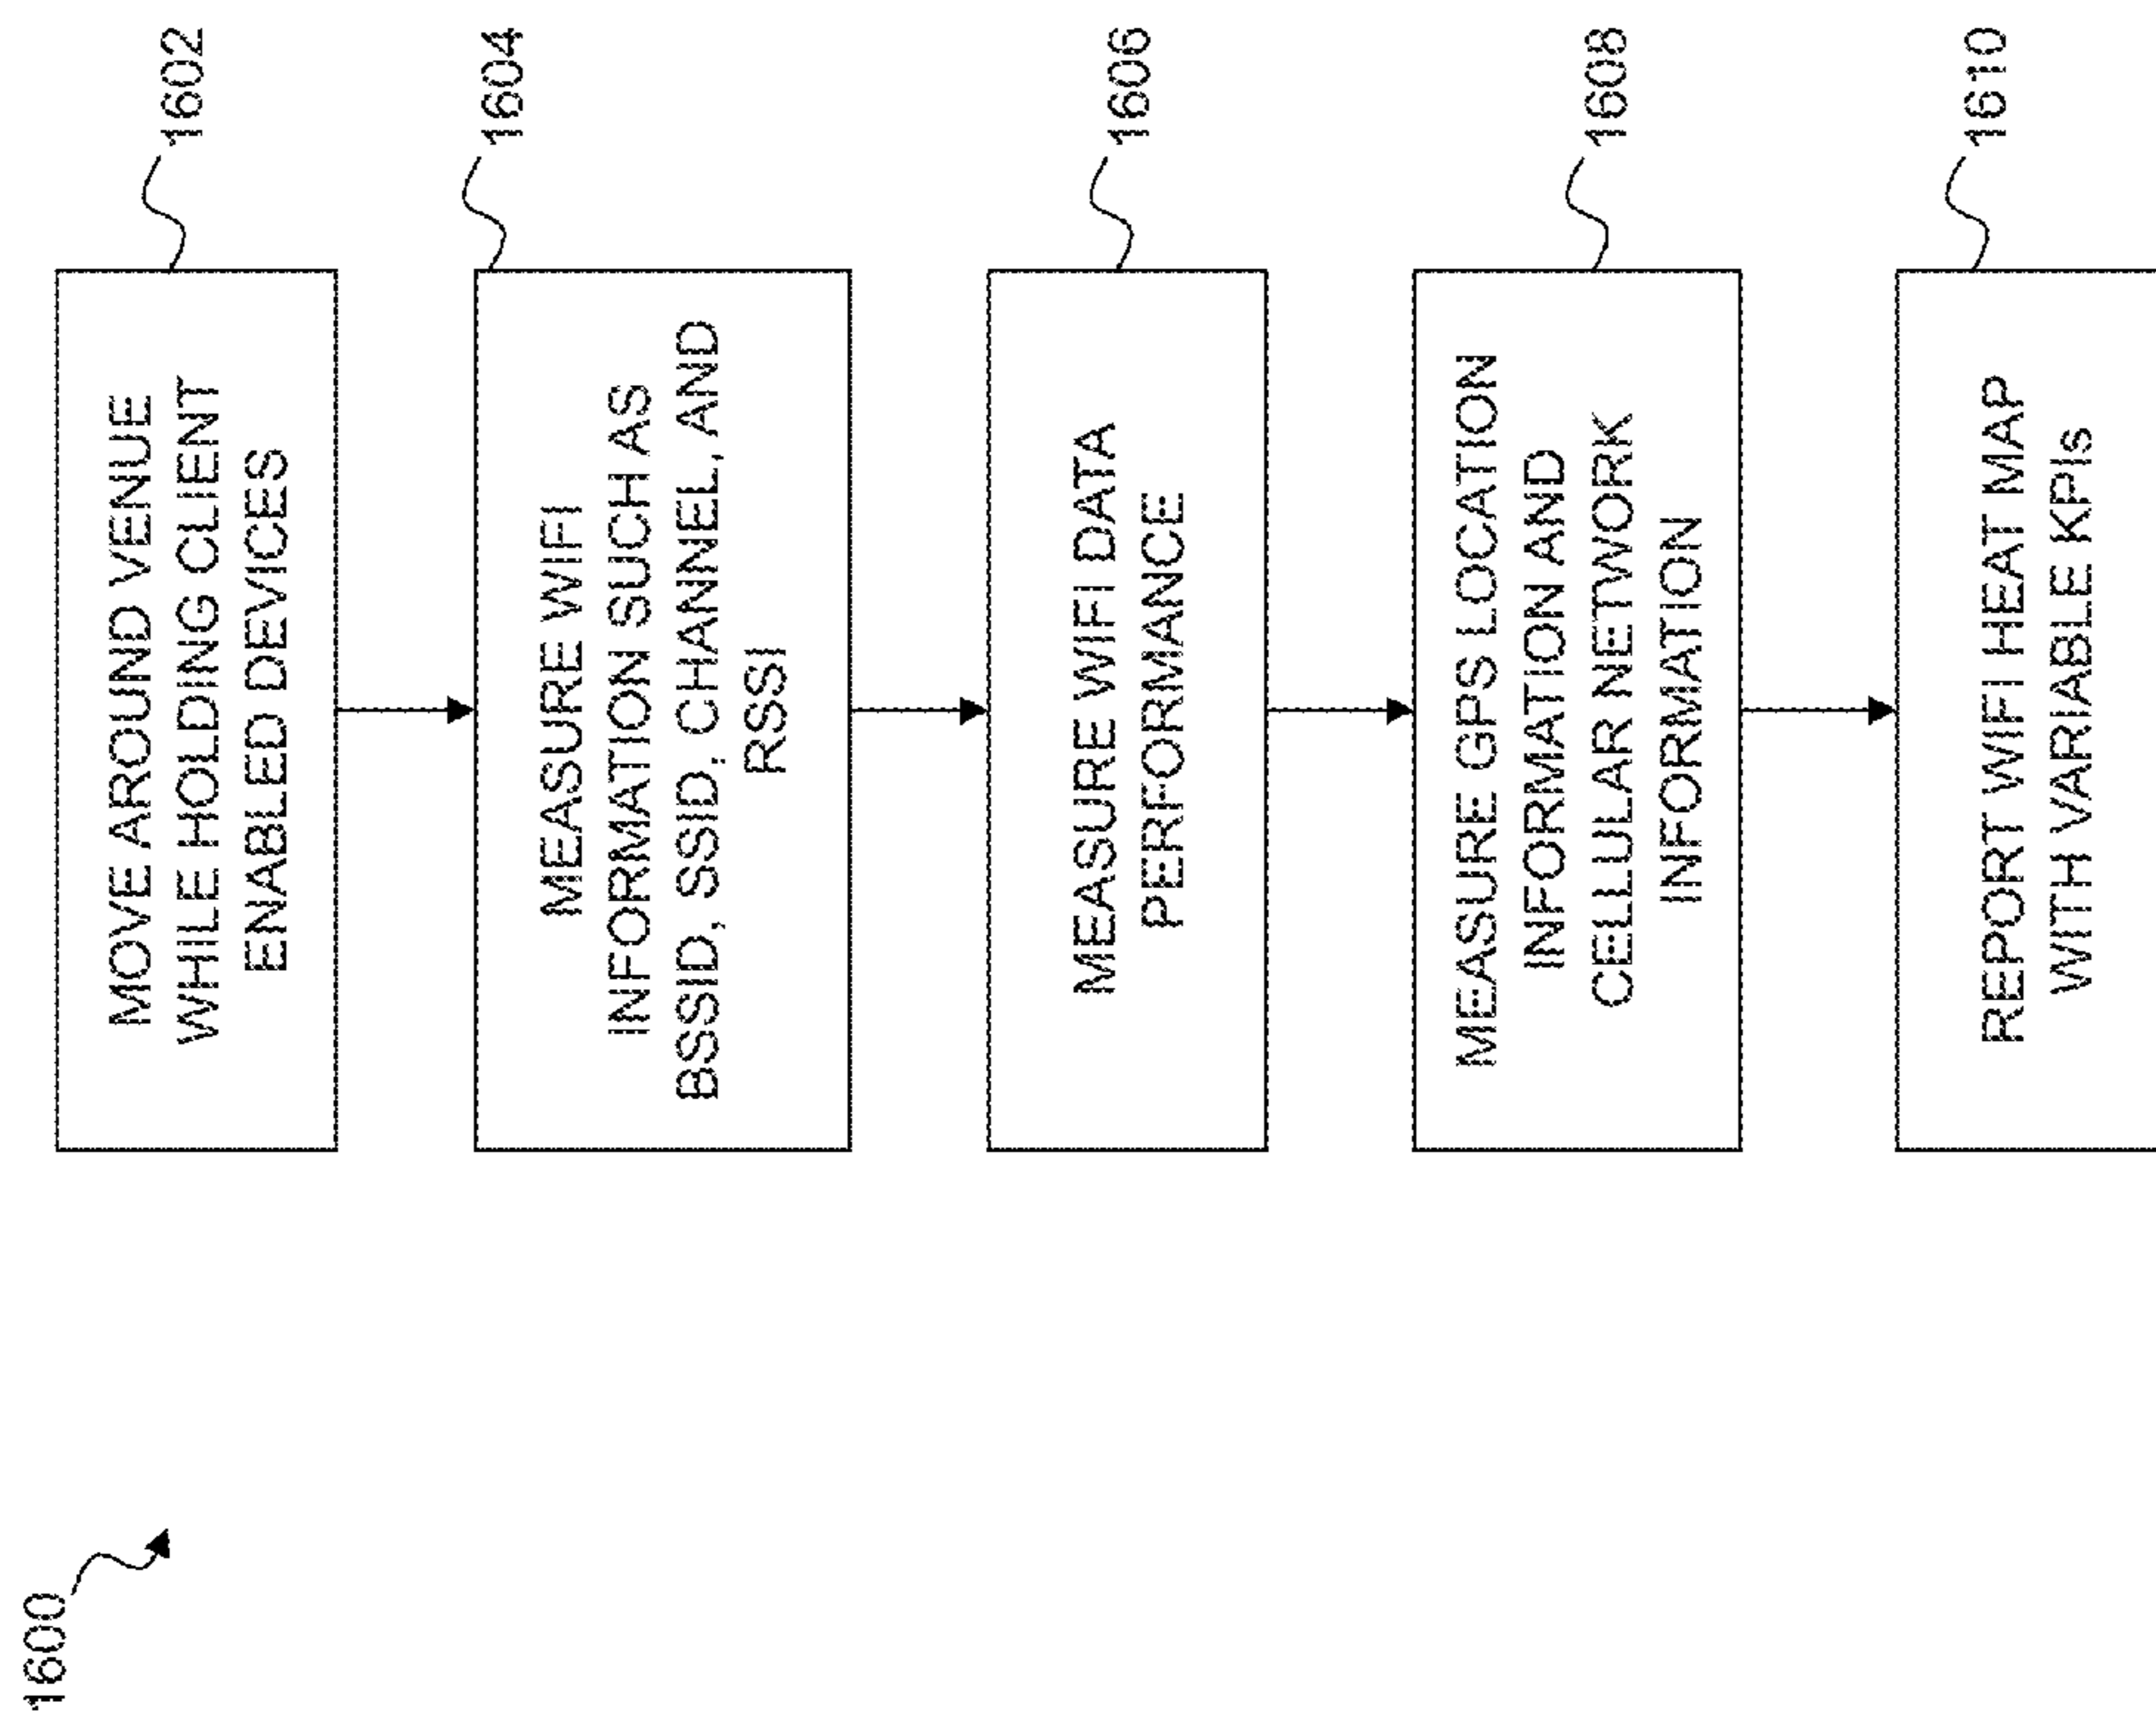 1600
MOVE AROUND VENUE
WHILE HOLDING CLIENT
ENABLED DEVICES
1602
MEASURE WIFI
INFORMATION SUCH AS
BSSID, SSID, CHANNEL, AND
RSSI
1604
MEASURE WIFI DATA
PERFORMANCE
1606
MEASURE GPS LOCATION
INFORMATION AND
CELLULAR NETWORK
INFORMATION
1608
REPORT WIFI HEAT MAP
WITH VARIABLE KPIs
1610